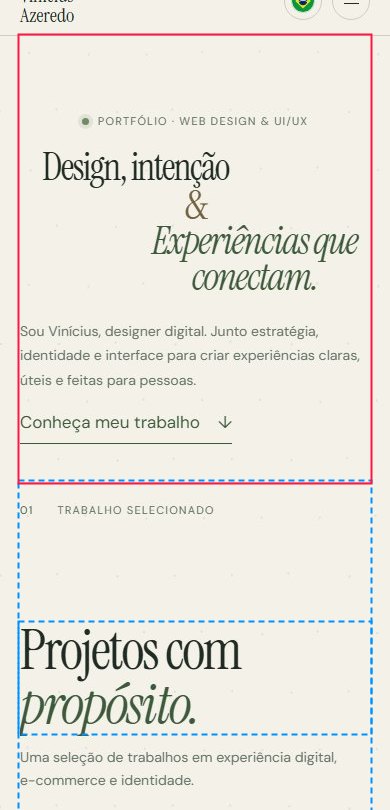 Vinícius
Azeredo
PORTFÓLIO · WEB DESIGN & UI/UX
Design, intenção
&
Experiências que
conectam.
Sou Vinícius, designer digital. Junto estratégia,
identidade e interface para criar experiências claras,
úteis e feitas para pessoas.
Conheça meu trabalho ↓
01 TRABALHO SELECIONADO
Projetos com
propósito.
Uma seleção de trabalhos em experiência digital,
e-commerce e identidade.